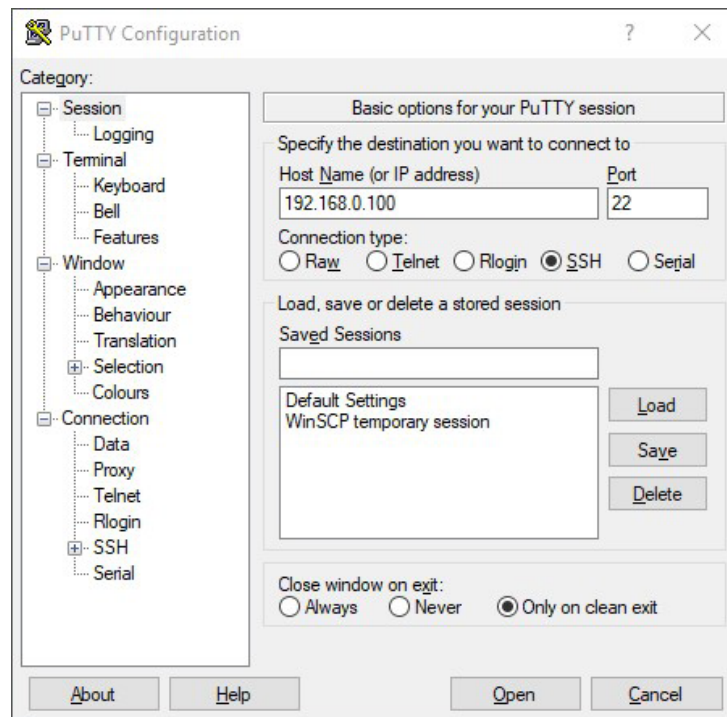 PuTTY Configuration ? ×
Category:
Session
Logging
Terminal
Keyboard
Bell
Features
Window
Appearance
Behaviour
Translation
Selection
Colours
Connection
Data
Proxy
Telnet
Rlogin
SSH
Serial
Basic options for your PuTTY session
Specify the destination you want to connect to
Host Name (or IP address) Port
192.168.0.100 22
Connection type:
Raw Telnet Rlogin SSH Serial
Load, save or delete a stored session
Saved Sessions
Default Settings
WinSCP temporary session
Load
Save
Delete
Close window on exit:
Always Never Only on clean exit
About Help Open Cancel